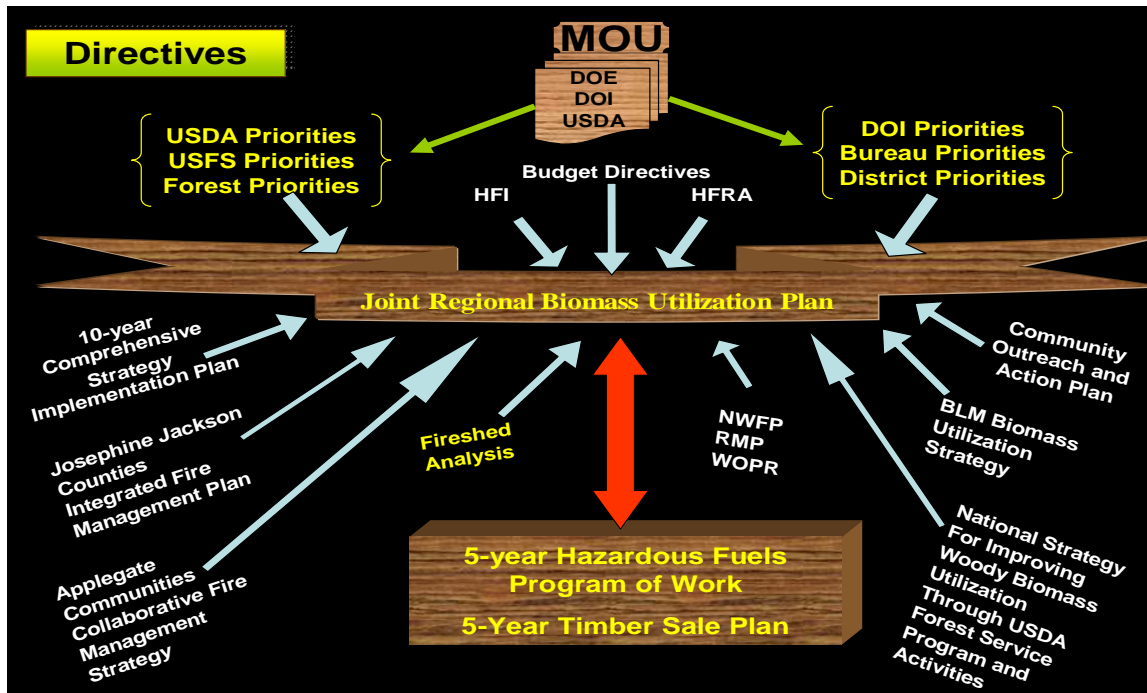 Directives
MOU
DOE
DOI
USDA
USDA Priorities
USFS Priorities
Forest Priorities
DOI Priorities
Bureau Priorities
District Priorities
Budget Directives
HFI
HFRA
Joint Regional Biomass Utilization Plan
10-year
Comprehensive
Strategy
Implementation Plan
Josephine Jackson
Counties
Integrated Fire
Management Plan
Applegate
Communities
Collaborative Fire
Management
Strategy
Fireshed
Analysis
NWFP
RMP
WOPR
Community
Outreach and
Action Plan
BLM Biomass
Utilization
Strategy
National Strategy
For Improving
Woody Biomass
Utilization
Through USDA
Forest Service
Program and
Activities
5-year Hazardous Fuels
Program of Work
5-Year Timber Sale Plan